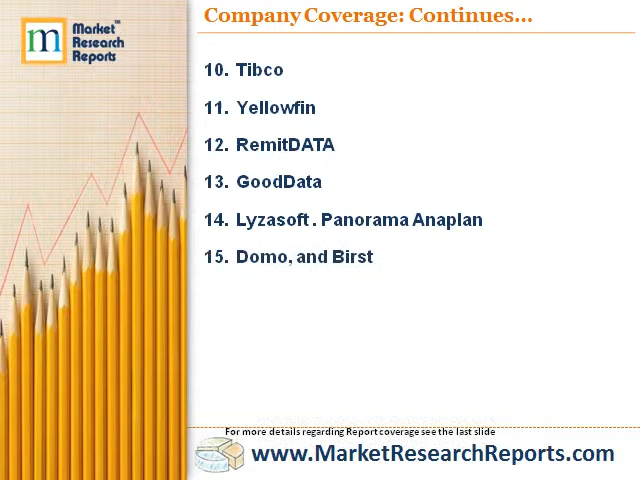 Company Coverage: Continues...
m
Market
Research
Reports
™
10. Tibco
11. Yellowfin
12. RemitDATA
13. GoodData
14. Lyzasoft . Panorama Anaplan
15. Domo, and Birst
For more details regarding Report coverage see the last slide
www.MarketResearchReports.com